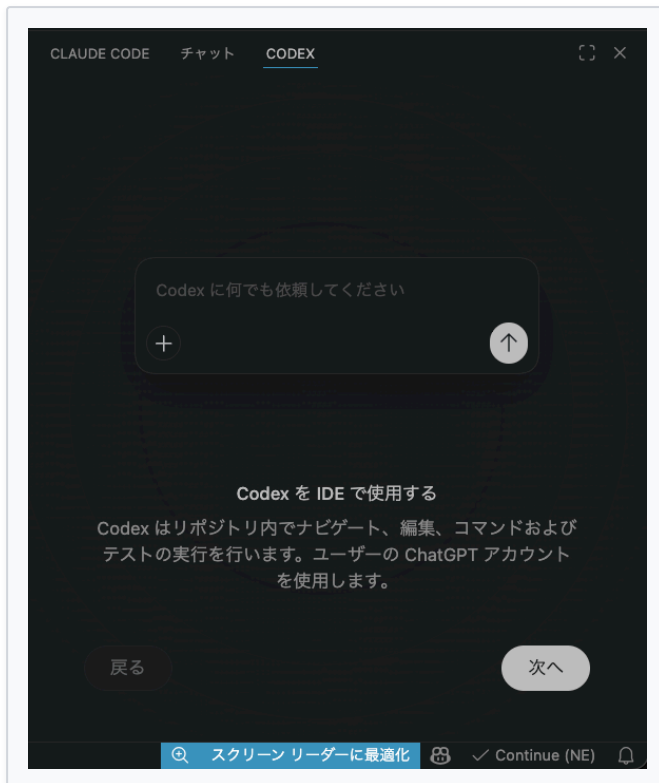 CLAUDE CODE チャット CODEX
Codex に何でも依頼してください
Codex を IDE で使用する
Codex はリポジトリ内でナビゲート、編集、コマンドおよび
テストの実行を行います。ユーザーの ChatGPT アカウント
を使用します。
戻る 次へ
スクリーン リーダーに最適化 Continue (NE)